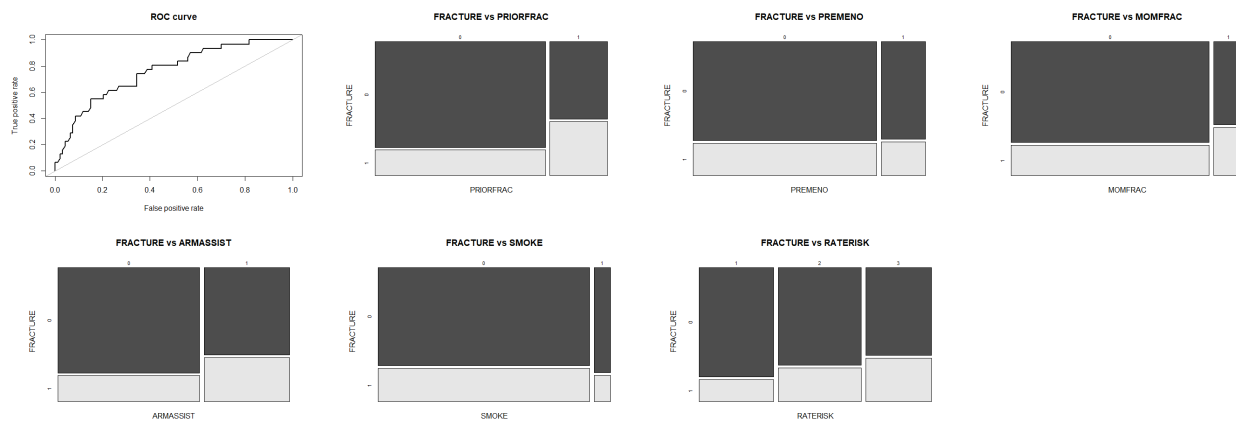 ROC curve
True positive rate
1.0
0.8
0.6
0.4
0.2
0.0
0.0 0.2 0.4 0.6 0.8 1.0
False positive rate
FRACTURE vs PRIORFRAC
0 1
FRACTURE
0
1
PRIORFRAC
FRACTURE vs PREMENO
0 1
FRACTURE
0
1
PREMENO
FRACTURE vs MOMFRAC
0 1
FRACTURE
0
1
MOMFRAC
FRACTURE vs ARMASSIST
0 1
FRACTURE
0
1
ARMASSIST
FRACTURE vs SMOKE
0 1
FRACTURE
0
1
SMOKE
FRACTURE vs RATERISK
1 2 3
FRACTURE
0
1
RATERISK